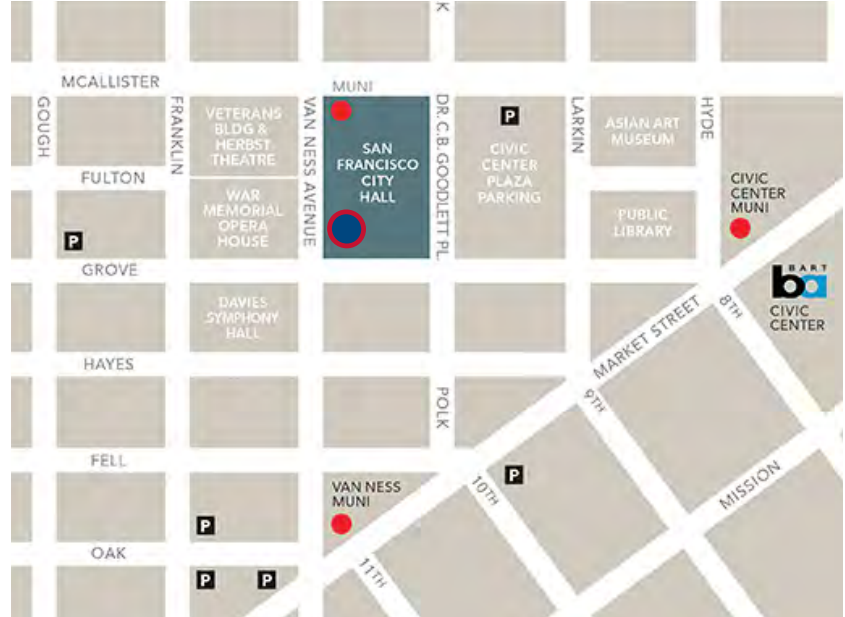 K
MCALLISTER
MUNI
GOUGH
FRANKLIN
VAN NESS AVENUE
DR. C.B. GOODLETT PL.
LARKIN
HYDE
VETERANS
BLDG &
HERBST
THEATRE
SAN
FRANCISCO
CITY
HALL
P
CIVIC
CENTER
PLAZA
PARKING
ASIAN ART
MUSEUM
FULTON
WAR
MEMORIAL
OPERA
HOUSE
PUBLIC
LIBRARY
CIVIC
CENTER
MUNI
P
GROVE
BART
ba
CIVIC
CENTER
DAVIES
SYMPHONY
HALL
MARKET STREET
8TH
HAYES
POLK
9TH
FELL
VAN NESS
MUNI
10TH
P
MISSION
P
OAK
11TH
P
P